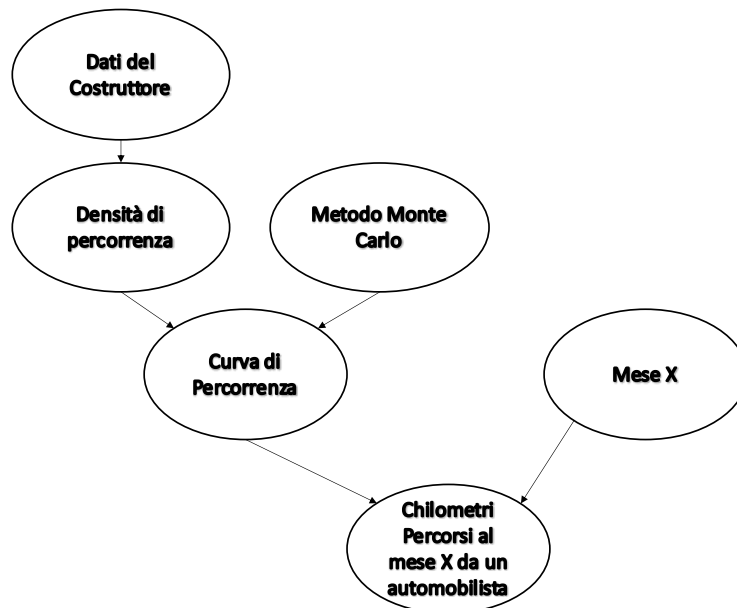 Dati del
Costruttore
Densità di
percorrenza
Metodo Monte
Carlo
Curva di
Percorrenza
Mese X
Chilometri
Percorsi al
mese X da un
automobilista